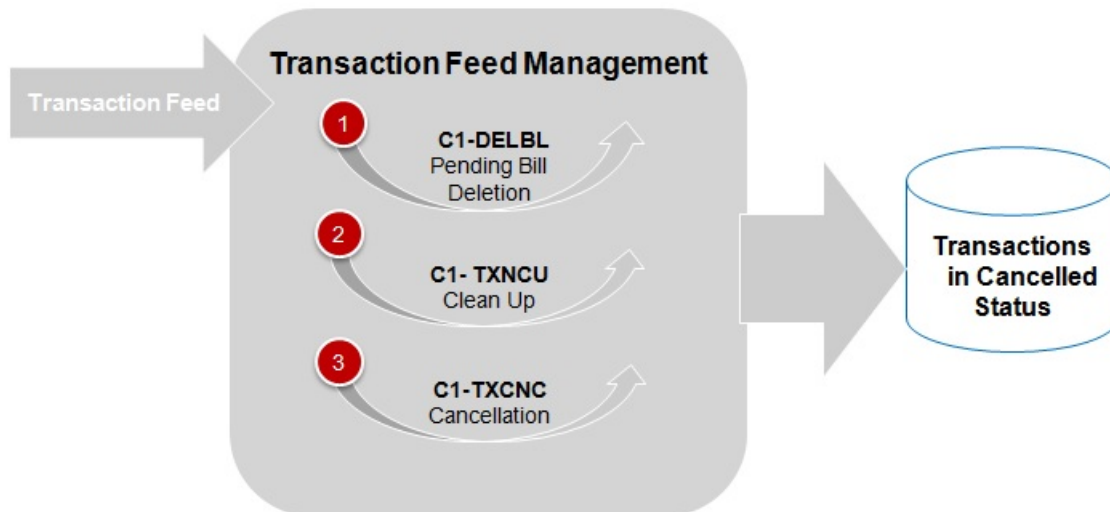 Transaction Feed Management
Transaction Feed
1
C1-DELBL
Pending Bill
Deletion
2
C1- TXNCU
Clean Up
3
C1-TXCNC
Cancellation
Transactions
in Cancelled
Status